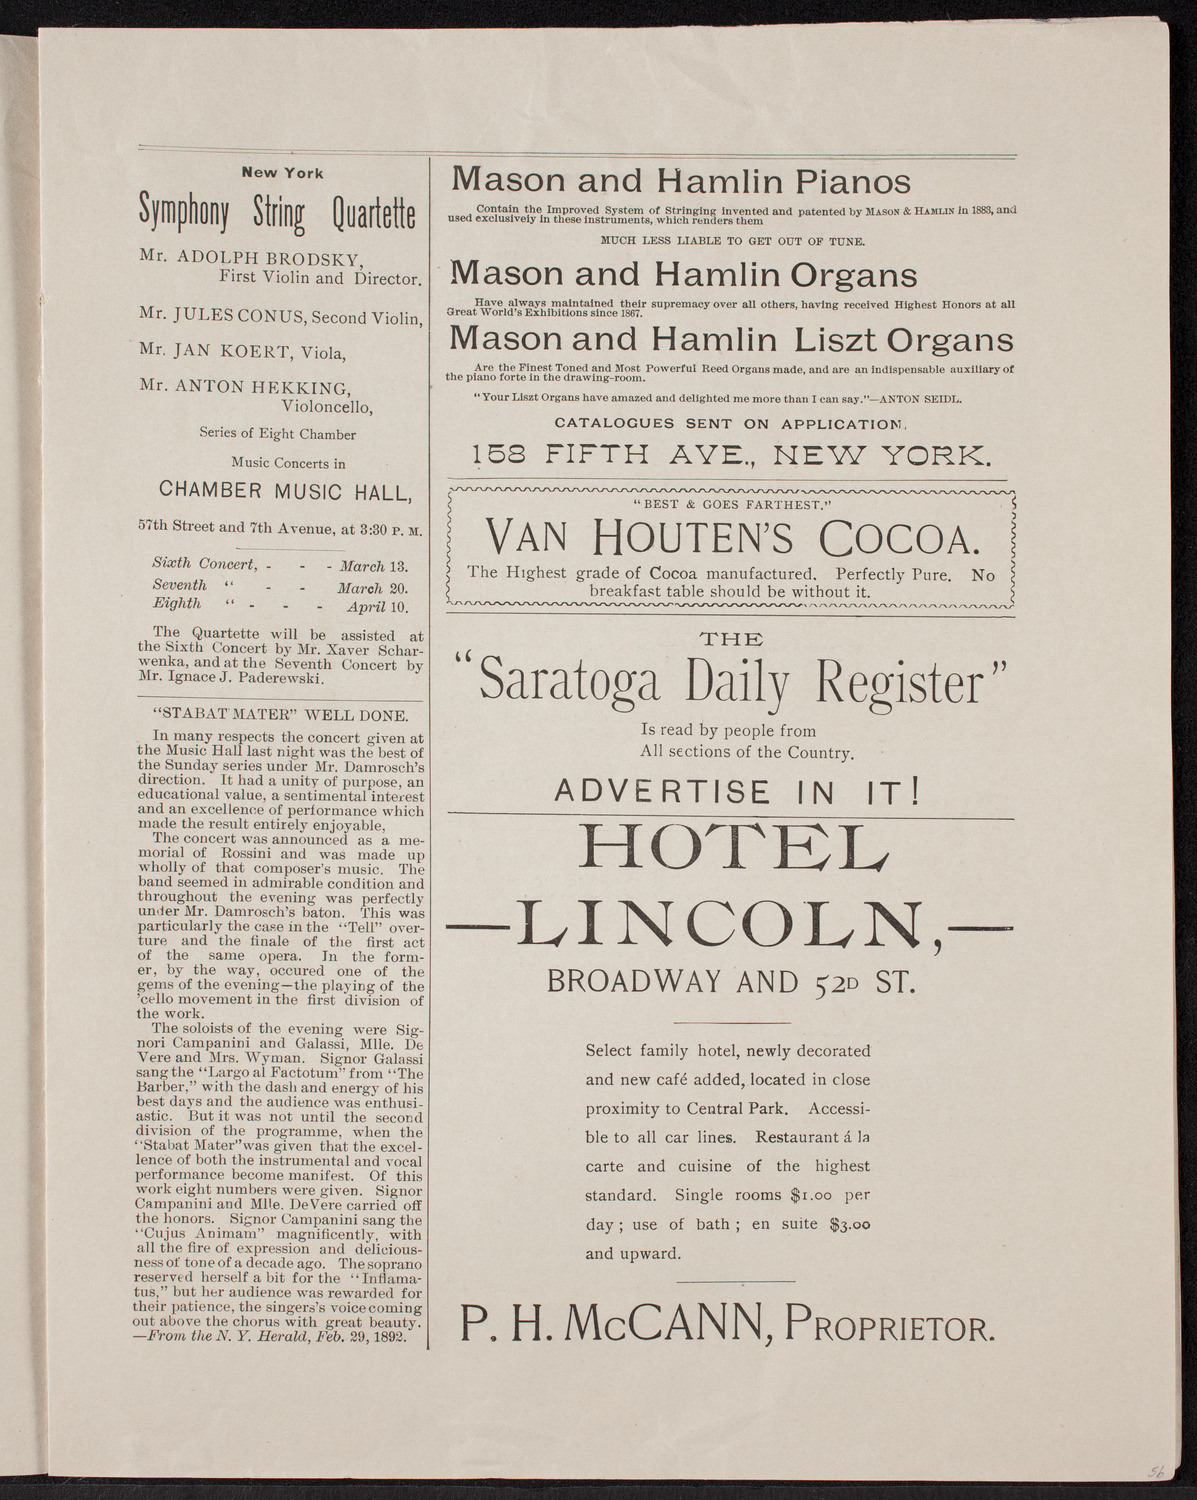 New York
Symphony String Quartette
Mr. ADOLPH BRODSKY,
First Violin and Director.
Mr. JULES CONUS, Second Violin,
Mr. JAN KOERT, Viola,
Mr. ANTON HEKKING,
Violoncello,
Series of Eight Chamber
Music Concerts in
CHAMBER MUSIC HALL,
57th Street and 7th Avenue, at 3:30 P. M.
Sixth Concert, - - - March 13.
Seventh “ - - March 20.
Eighth “ - - - April 10.
The Quartette will be assisted at
the Sixth Concert by Mr. Xaver Schar-
wenka, and at the Seventh Concert by
Mr. Ignace J. Paderewski.
“STABAT MATER” WELL DONE.
In many respects the concert given at
the Music Hall last night was the best of
the Sunday series under Mr. Damrosch's
direction. It had a unity of purpose, an
educational value, a sentimental interest
and an excellence of performance which
made the result entirely enjoyable,
The concert was announced as a me-
morial of Rossini and was made up
wholly of that composer's music. The
band seemed in admirable condition and
throughout the evening was perfectly
under Mr. Damrosch's baton. This was
particularly the case in the “Tell” over-
ture and the finale of the first act
of the same opera. In the form-
er, by the way, occured one of the
gems of the evening—the playing of the
'cello movement in the first division of
the work.
The soloists of the evening were Sig-
nori Campanini and Galassi, Mlle. De
Vere and Mrs. Wyman. Signor Galassi
sang the “Largo al Factotum” from “The
Barber,” with the dash and energy of his
best days and the audience was enthusi-
astic. But it was not until the second
division of the programme, when the
“Stabat Mater” was given that the excel-
lence of both the instrumental and vocal
performance become manifest. Of this
work eight numbers were given. Signor
Campanini and Mlle. DeVere carried off
the honors. Signor Campanini sang the
“Cujus Animam” magnificently, with
all the fire of expression and delicious-
ness of tone of a decade ago. The soprano
reserved herself a bit for the “Inflama-
tus,” but her audience was rewarded for
their patience, the singers's voice coming
out above the chorus with great beauty.
—From the N. Y. Herald, Feb. 29, 1892.
Mason and Hamlin Pianos
Contain the Improved System of Stringing invented and patented by MASON & HAMLIN in 1883, and
used exclusively in these instruments, which renders them
MUCH LESS LIABLE TO GET OUT OF TUNE.
Mason and Hamlin Organs
Have always maintained their supremacy over all others, having received Highest Honors at all
Great World's Exhibitions since 1867.
Mason and Hamlin Liszt Organs
Are the Finest Toned and Most Powerful Reed Organs made, and are an indispensable auxiliary of
the piano forte in the drawing-room.
“Your Liszt Organs have amazed and delighted me more than I can say.”—ANTON SEIDL.
CATALOGUES SENT ON APPLICATION.
158 FIFTH AVE., NEW YORK.
“BEST & GOES FARTHEST.”
VAN HOUTEN'S COCOA.
The Highest grade of Cocoa manufactured. Perfectly Pure. No
breakfast table should be without it.
THE
“Saratoga Daily Register”
Is read by people from
All sections of the Country.
ADVERTISE IN IT!
HOTEL
—LINCOLN,—
BROADWAY AND 52D ST.
Select family hotel, newly decorated
and new café added, located in close
proximity to Central Park. Accessi-
ble to all car lines. Restaurant á la
carte and cuisine of the highest
standard. Single rooms $1.00 per
day; use of bath; en suite $3.00
and upward.
P. H. McCANN, PROPRIETOR.
56